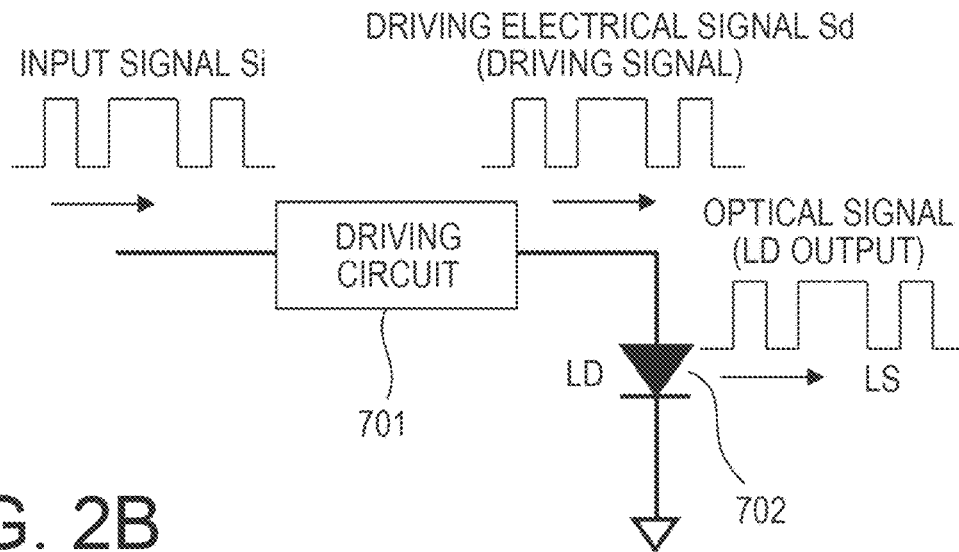 DRIVING ELECTRICAL SIGNAL Sd
(DRIVING SIGNAL)
INPUT SIGNAL Si
OPTICAL SIGNAL
(LD OUTPUT)
DRIVING
CIRCUIT
LD
LS
701
702
G. 2B